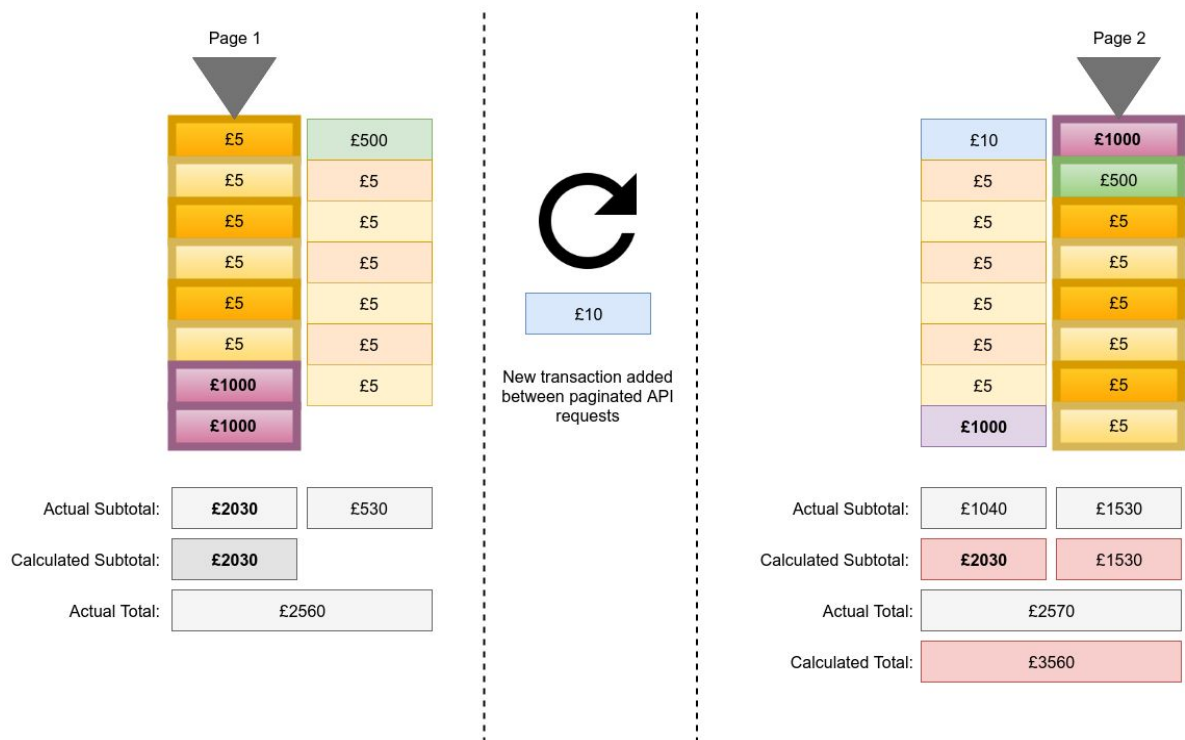 Page 1
£5 £500
£5 £5
£5 £5
£5 £5
£5 £5
£5 £5
£1000 £5
£1000
Actual Subtotal: £2030 £530
Calculated Subtotal: £2030
Actual Total: £2560
£10
New transaction added
between paginated API
requests
Page 2
£10 £1000
£5 £500
£5 £5
£5 £5
£5 £5
£5 £5
£5 £5
£1000 £5
Actual Subtotal: £1040 £1530
Calculated Subtotal: £2030 £1530
Actual Total: £2570
Calculated Total: £3560